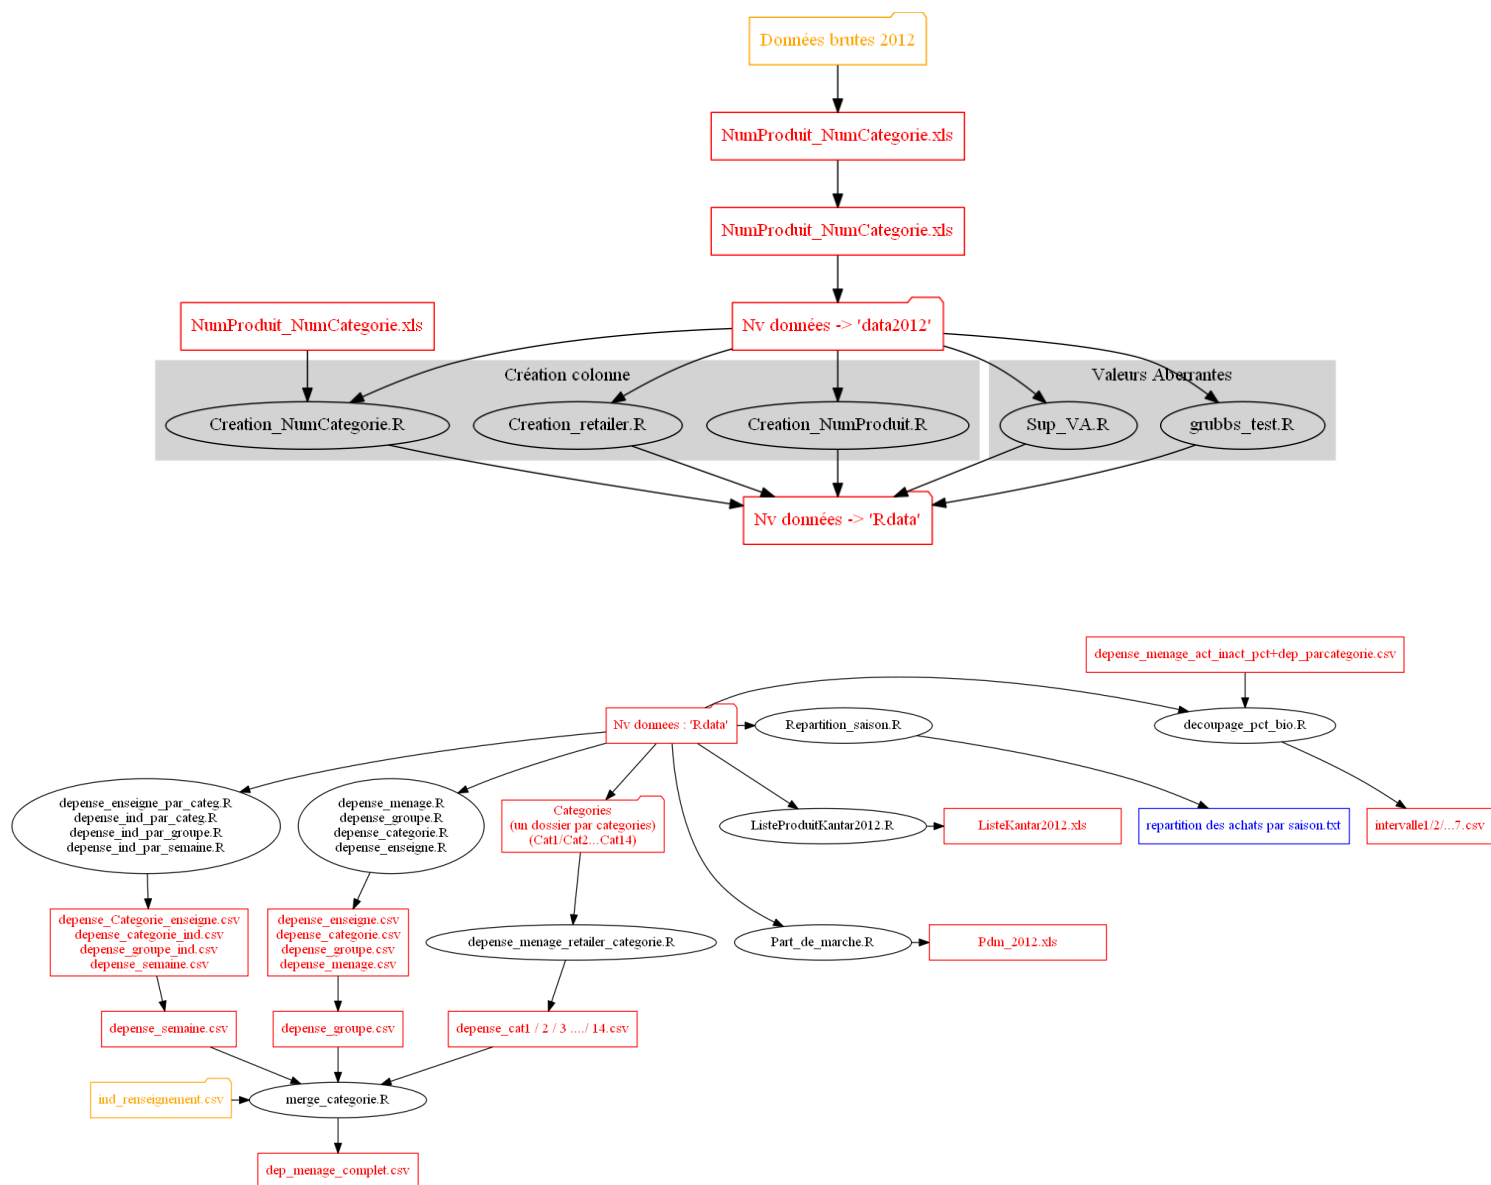 Données brutes 2012
NumProduit_NumCategorie.xls
NumProduit_NumCategorie.xls
NumProduit_NumCategorie.xls
Nv données -> 'data2012'
Création colonne
Valeurs Aberrantes
Creation_NumCategorie.R
Creation_retailer.R
Creation_NumProduit.R
Sup_VA.R
grubbs_test.R
Nv données -> 'Rdata'
depense_menage_act_inact_pct+dep_parcategorie.csv
Nv donnees : 'Rdata'
Repartition_saison.R
decoupage_pct_bio.R
depense_enseigne_par_categ.R
depense_ind_par_categ.R
depense_ind_par_groupe.R
depense_ind_par_semaine.R
depense_menage.R
depense_groupe.R
depense_categorie.R
depense_enseigne.R
Categories
(un dossier par categories)
(Cat1/Cat2...Cat14)
ListeProduitKantar2012.R
ListeKantar2012.xls
repartition des achats par saison.txt
intervalle1/2/...7.csv
depense_Categorie_enseigne.csv
depense_categorie_ind.csv
depense_groupe_ind.csv
depense_semaine.csv
depense_enseigne.csv
depense_categorie.csv
depense_groupe.csv
depense_menage.csv
depense_menage_retailer_categorie.R
Part_de_marche.R
Pdm_2012.xls
depense_semaine.csv
depense_groupe.csv
depense_cat1 / 2 / 3 ..../ 14.csv
ind_renseignement.csv
merge_categorie.R
dep_menage_complet.csv